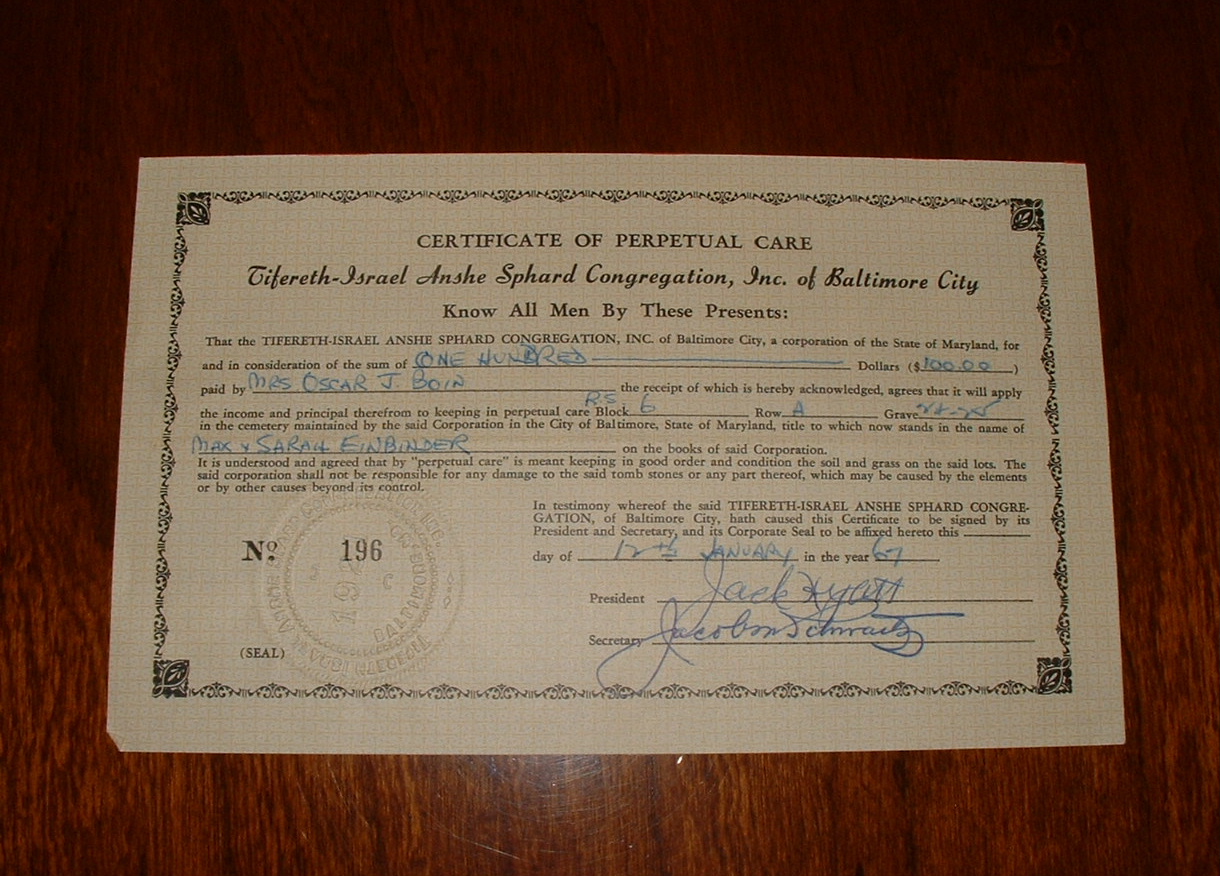 CERTIFICATE OF PERPETUAL CARE
Tifereth-Israel Anshe Sphard Congregation, Inc. of Baltimore City
Know All Men By These Presents:
That the TIFERETH-ISRAEL ANSHE SPHARD CONGREGATION, INC. of Baltimore City, a corporation of the State of Maryland, for
and in consideration of the sum of ONE HUNDRED Dollars ($100.00)
paid by MRS OSCAR J. BOIN the receipt of which is hereby acknowledged, agrees that it will apply
the income and principal therefrom to keeping in perpetual care Block R.S. 6 Row A Grave 24-25
in the cemetery maintained by the said Corporation in the City of Baltimore, State of Maryland, title to which now stands in the name of
MAX & SARAH EINBINDER on the books of said Corporation.
It is understood and agreed that by "perpetual care" is meant keeping in good order and condition the soil and grass on the said lots. The
said corporation shall not be responsible for any damage to the said tomb stones or any part thereof, which may be caused by the elements
or by other causes beyond its control.
In testimony whereof the said TIFERETH-ISRAEL ANSHE SPHARD CONGRE-
GATION, of Baltimore City, hath caused this Certificate to be signed by its
President and Secretary, and its Corporate Seal to be affixed hereto this
day of 12th JANUARY in the year 67
No 196
President Jack Hyatt
Secretary Jacob M Schwartz
(SEAL)